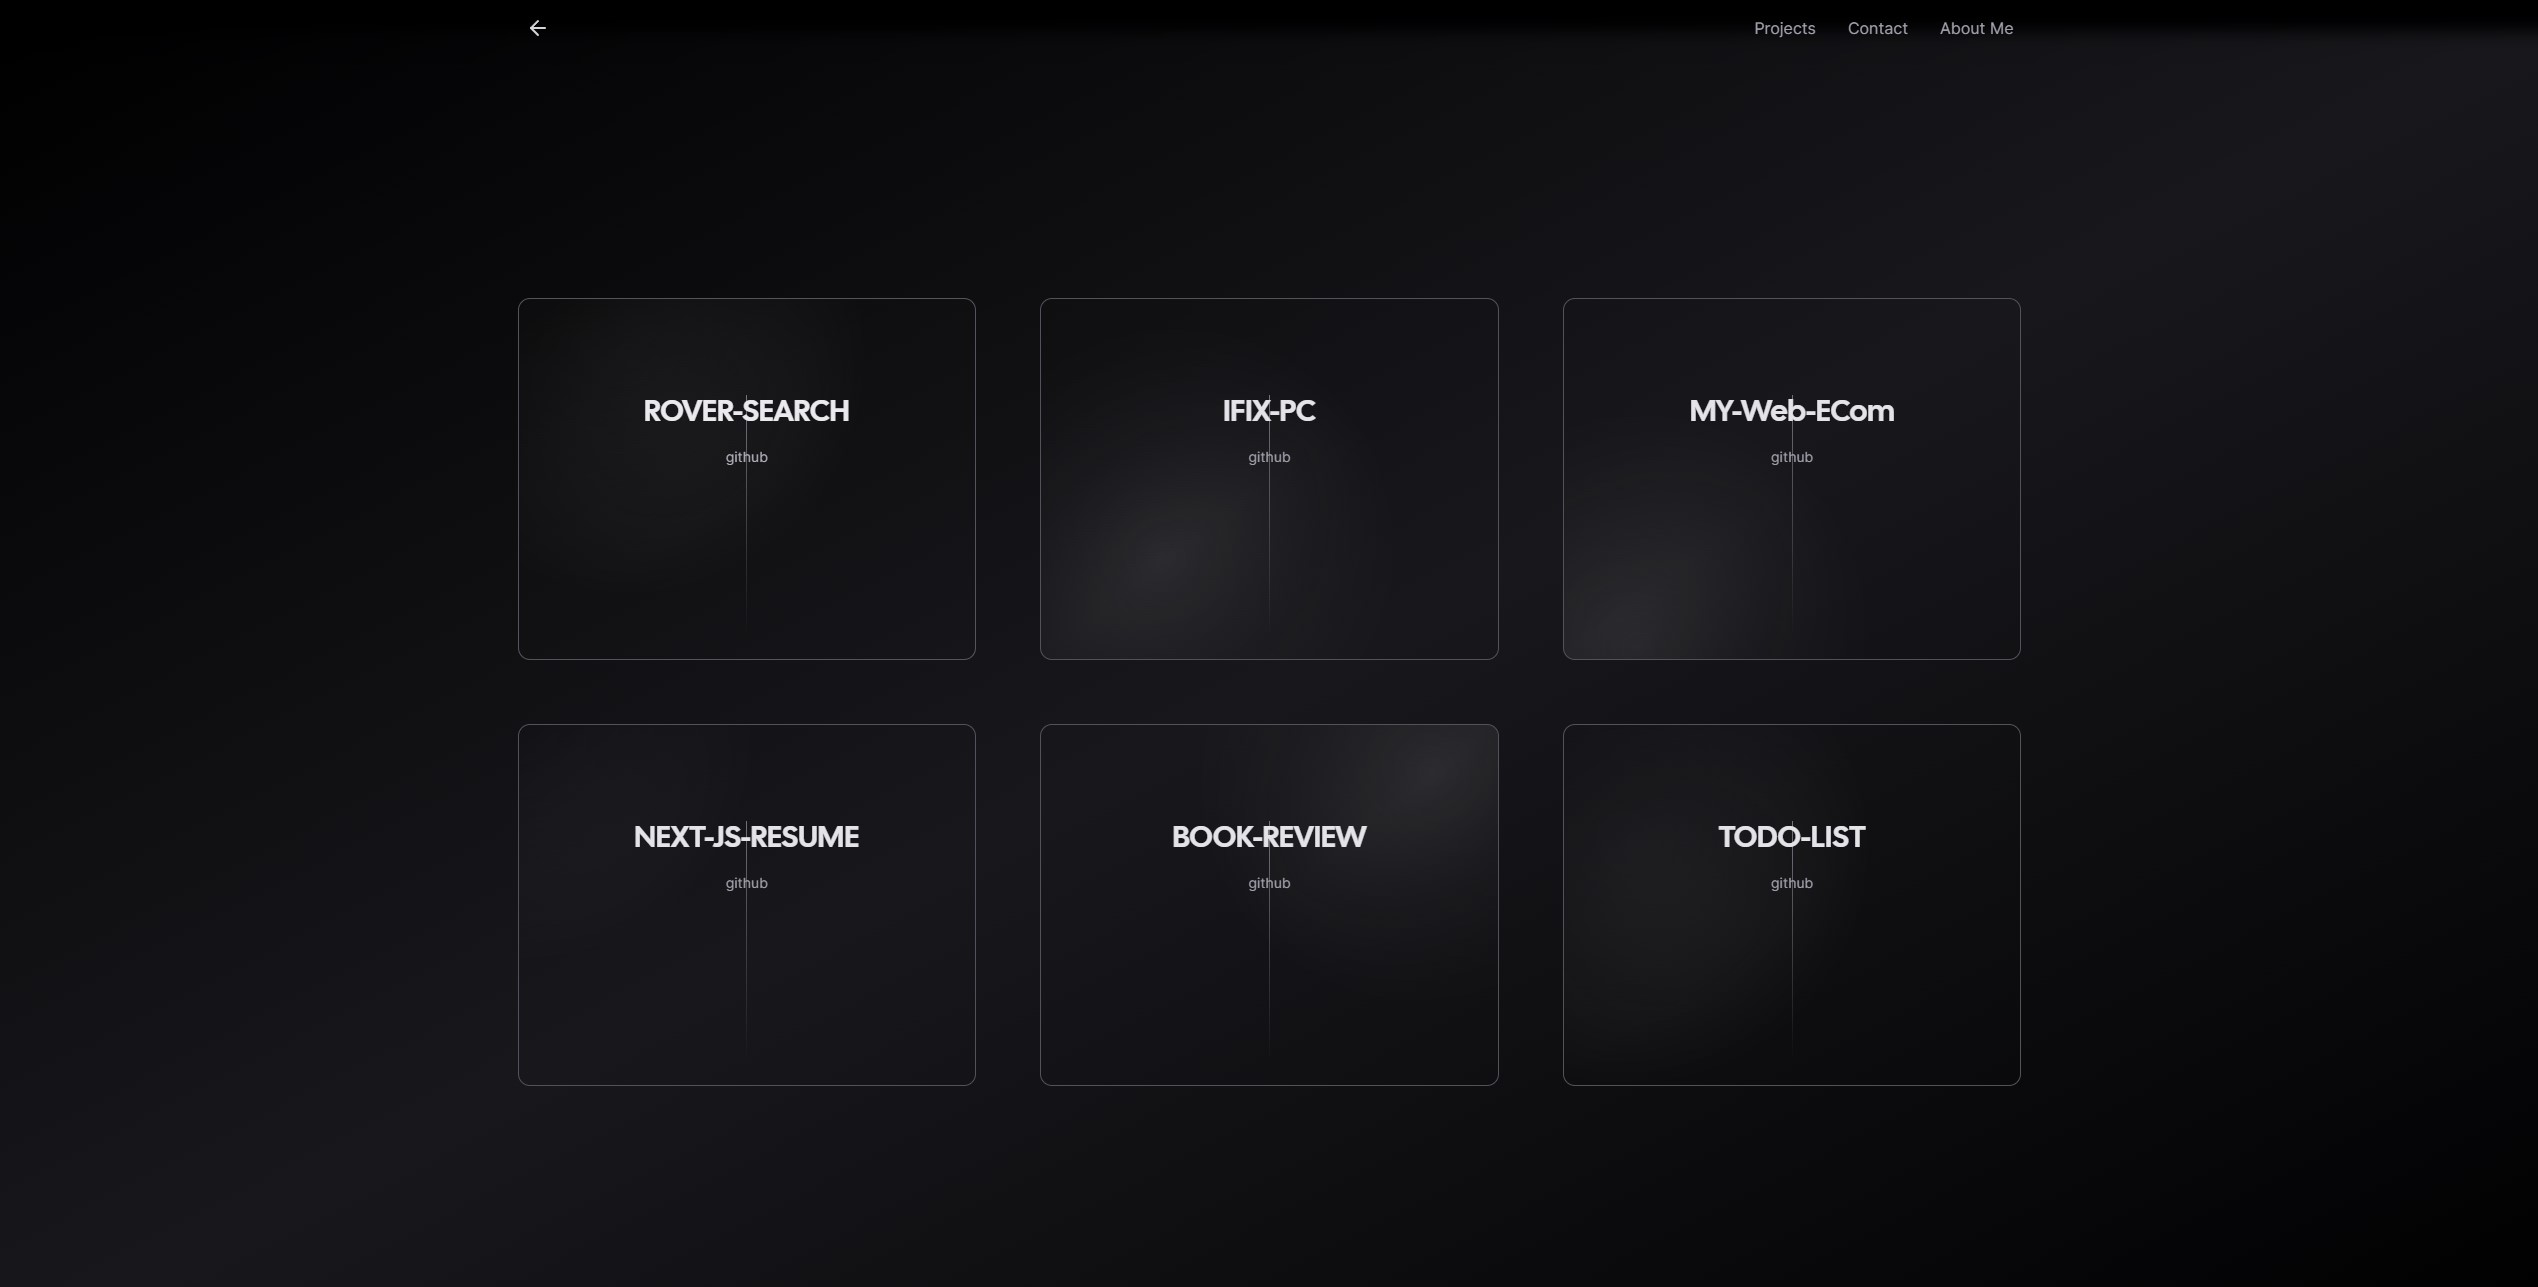 Projects Contact About Me
ROVER-SEARCH
github
IFIX-PC
github
MY-Web-ECom
github
NEXT-JS-RESUME
github
BOOK-REVIEW
github
TODO-LIST
github